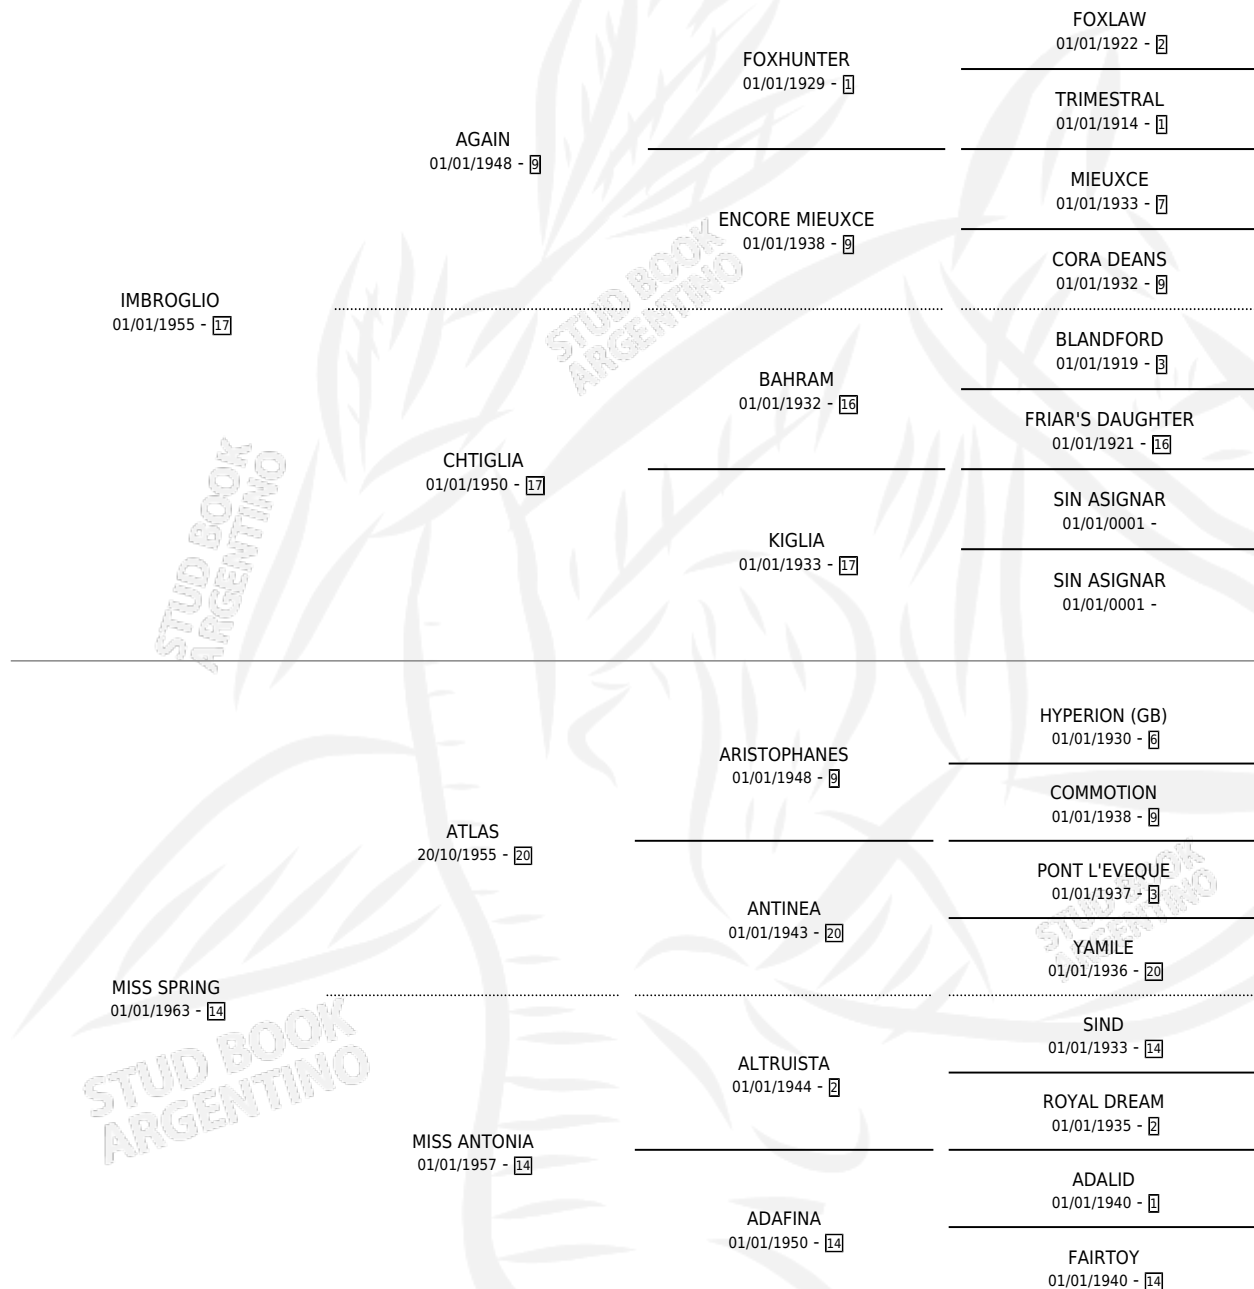 FOXLAW
01/01/1922 - 2
FOXHUNTER
01/01/1929 - 1
TRIMESTRAL
01/01/1914 - 1
AGAIN
01/01/1948 - 9
MIEUXCE
01/01/1933 - 7
ENCORE MIEUXCE
01/01/1938 - 9
CORA DEANS
01/01/1932 - 9
IMBROGLIO
01/01/1955 - 17
BLANDFORD
01/01/1919 - 3
BAHRAM
01/01/1932 - 16
FRIAR'S DAUGHTER
01/01/1921 - 16
CHTIGLIA
01/01/1950 - 17
SIN ASIGNAR
01/01/0001 -
KIGLIA
01/01/1933 - 17
SIN ASIGNAR
01/01/0001 -
HYPERION (GB)
01/01/1930 - 6
ARISTOPHANES
01/01/1948 - 9
COMMOTION
01/01/1938 - 9
ATLAS
20/10/1955 - 20
PONT L'EVEQUE
01/01/1937 - 3
ANTINEA
01/01/1943 - 20
YAMILE
01/01/1936 - 20
MISS SPRING
01/01/1963 - 14
SIND
01/01/1933 - 14
ALTRUISTA
01/01/1944 - 2
ROYAL DREAM
01/01/1935 - 2
MISS ANTONIA
01/01/1957 - 14
ADALID
01/01/1940 - 1
ADAFINA
01/01/1950 - 14
FAIRTOY
01/01/1940 - 14
STUD BOOK
ARGENTINO
STUD BOOK
ARGENTINO
STUD BOOK
ARGENTINO
STUD BOOK
ARGENTINO